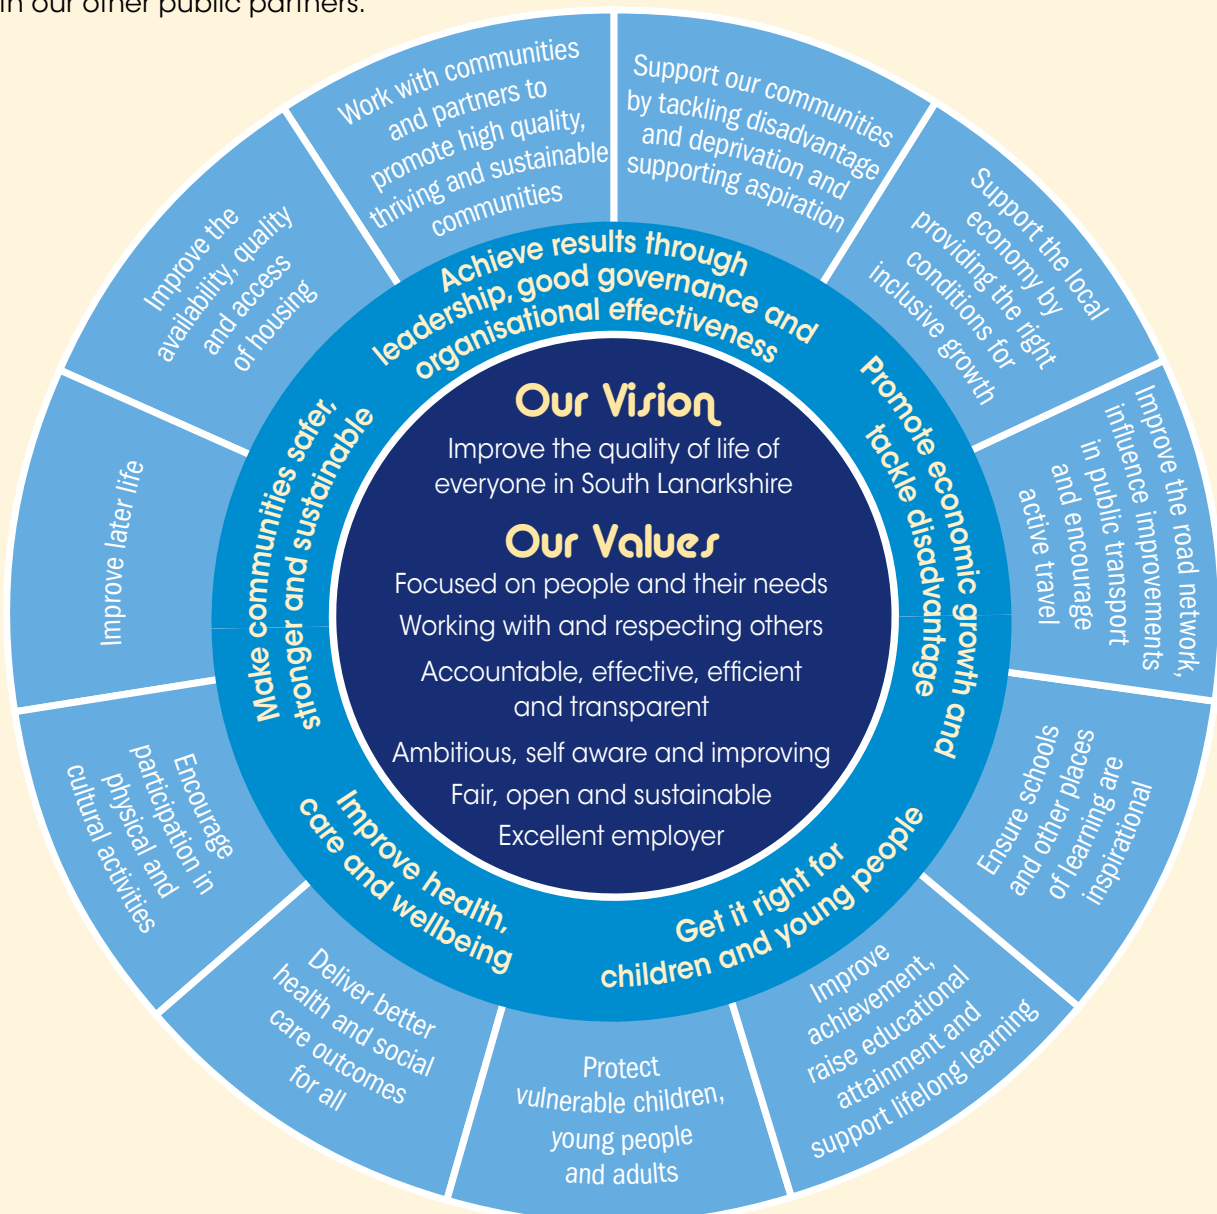 in our other public partners.
Work with communities
and partners to
promote high quality,
thriving and sustainable
communities
Support our communities
by tackling disadvantage
and deprivation and
supporting aspiration
Support the local
economy by
providing the right
conditions for
inclusive growth
Improve the road network,
influence improvements
in public transport
and encourage
active travel
Ensure schools
and other places
of learning are
inspirational
Improve
achievement,
raise educational
attainment and
support lifelong learning
Protect
vulnerable children,
young people
and adults
Deliver better
health and social
care outcomes
for all
Encourage
participation in
physical and
cultural activities
Improve later life
Improve the
availability, quality
and access
of housing
Achieve results through
leadership, good governance and
organisational effectiveness
Promote economic growth and
tackle disadvantage
Get it right for
children and young people
Improve health,
care and wellbeing
Make communities safer,
stronger and sustainable
Our Vision
Improve the quality of life of
everyone in South Lanarkshire
Our Values
Focused on people and their needs
Working with and respecting others
Accountable, effective, efficient
and transparent
Ambitious, self aware and improving
Fair, open and sustainable
Excellent employer